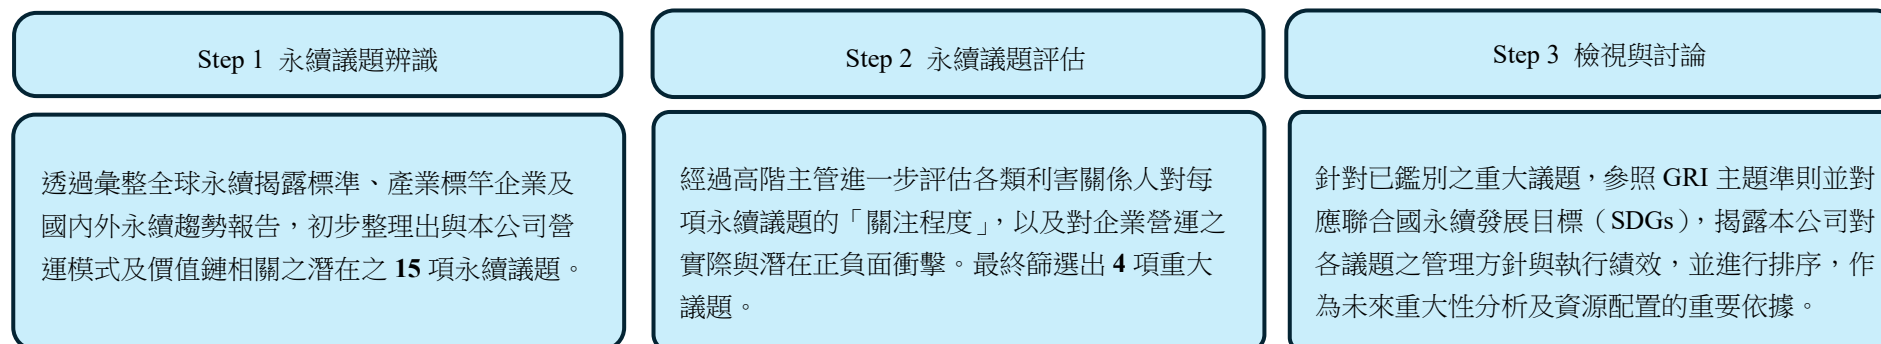 Step 1 永續議題辨識
透過彙整全球永續揭露標準、產業標竿企業及
國內外永續趨勢報告，初步整理出與本公司營
運模式及價值鏈相關之潛在之 15 項永續議題。
Step 2 永續議題評估
經過高階主管進一步評估各類利害關係人對每
項永續議題的「關注程度」，以及對企業營運之
實際與潛在正負面衝擊。最終篩選出 4 項重大
議題。
Step 3 檢視與討論
針對已鑑別之重大議題，參照 GRI 主題準則並對
應聯合國永續發展目標（SDGs），揭露本公司對
各議題之管理方針與執行績效，並進行排序，作
為未來重大性分析及資源配置的重要依據。